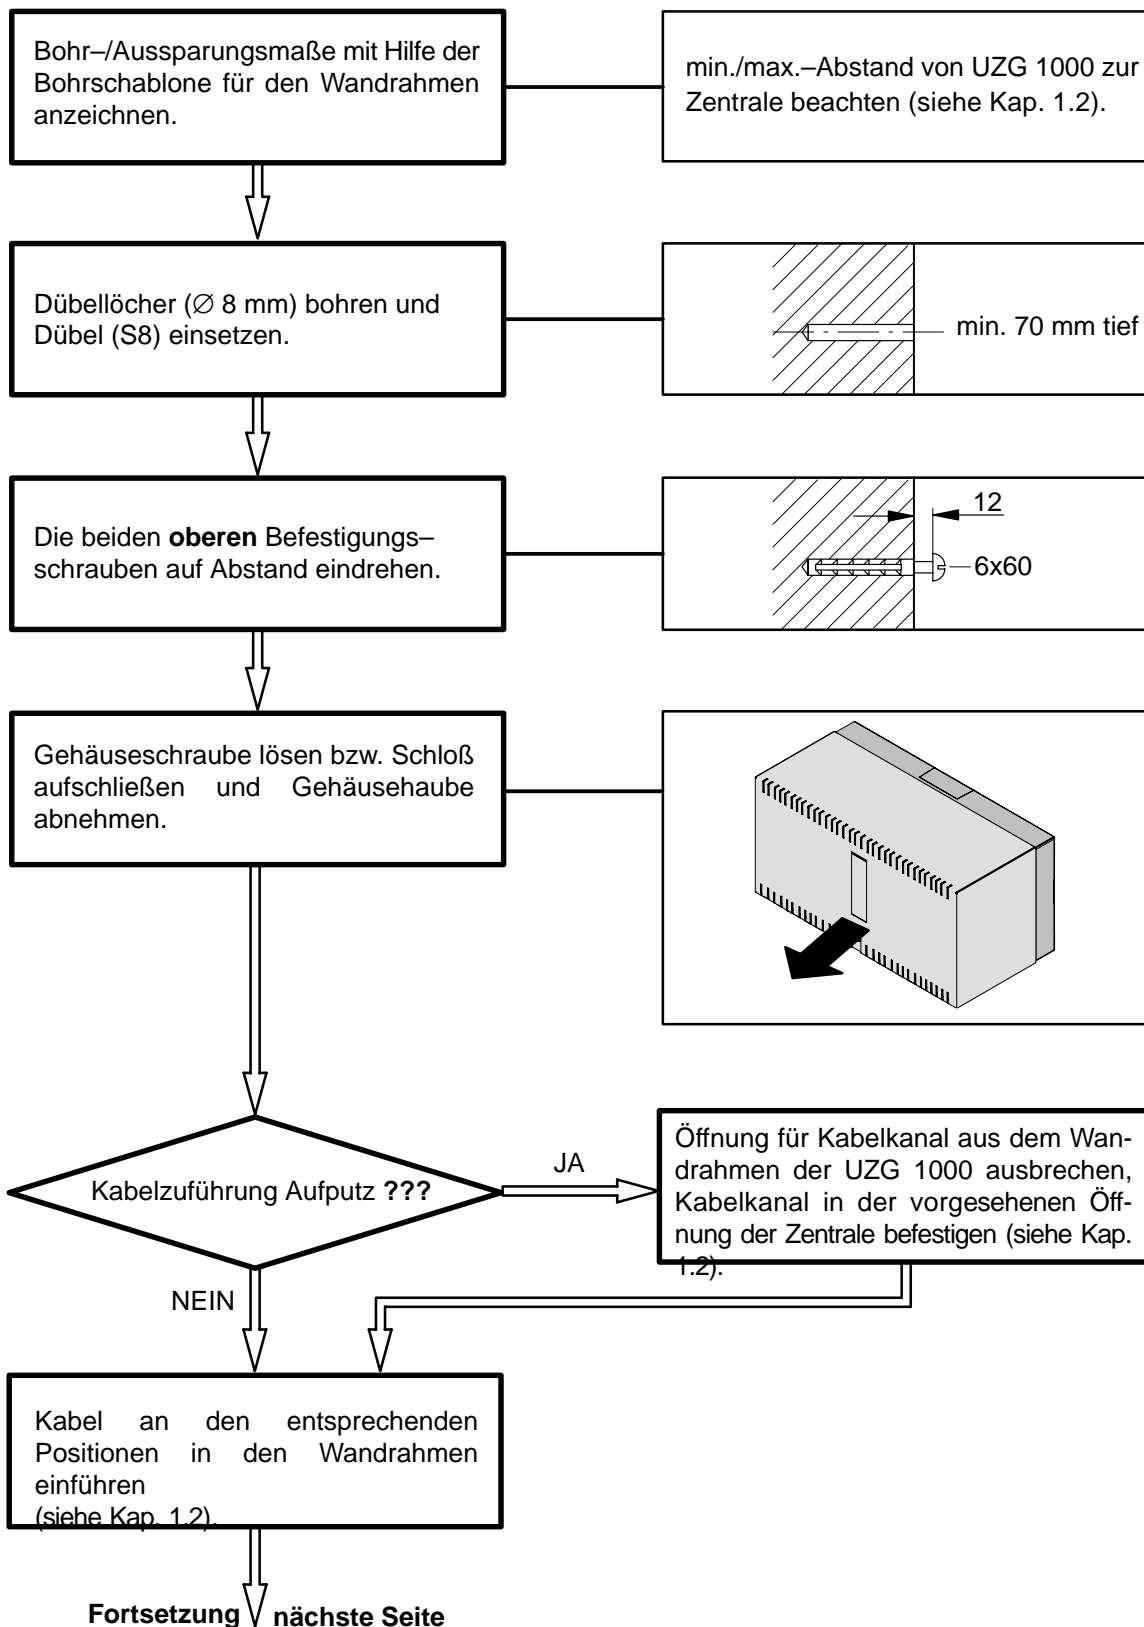 Bohr–/Aussparungsmaße mit Hilfe der
Bohrschablone für den Wandrahmen
anzeichnen.
min./max.–Abstand von UZG 1000 zur
Zentrale beachten (siehe Kap. 1.2).
Dübellöcher (∅ 8 mm) bohren und
Dübel (S8) einsetzen.
min. 70 mm tief
Die beiden oberen Befestigungs–
schrauben auf Abstand eindrehen.
12
6x60
Gehäuseschraube lösen bzw. Schloß
aufschließen und Gehäusehaube
abnehmen.
Kabelzuführung Aufputz ???
JA
Öffnung für Kabelkanal aus dem Wan-
drahmen der UZG 1000 ausbrechen,
Kabelkanal in der vorgesehenen Öff-
nung der Zentrale befestigen (siehe Kap.
1.2).
NEIN
Kabel an den entsprechenden
Positionen in den Wandrahmen
einführen
(siehe Kap. 1.2).
Fortsetzung nächste Seite